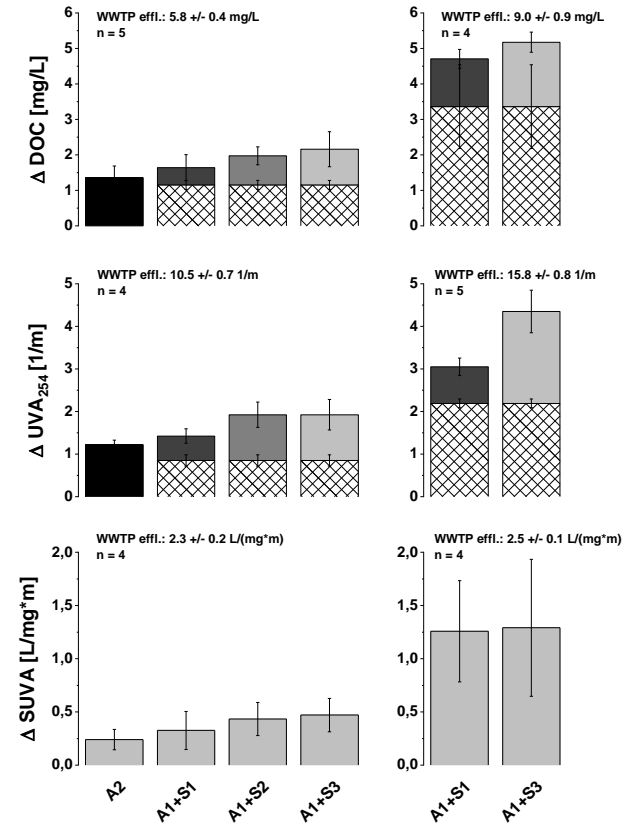 WWTP effl.: 5.8 +/- 0.4 mg/L
n = 5
6
5
4
3
2
1
0
Δ DOC [mg/L]
WWTP effl.: 9.0 +/- 0.9 mg/L
n = 4
6
5
4
3
2
1
0
WWTP effl.: 10.5 +/- 0.7 1/m
n = 4
5
4
3
2
1
0
Δ UVA254 [1/m]
WWTP effl.: 15.8 +/- 0.8 1/m
n = 5
5
4
3
2
1
0
WWTP effl.: 2.3 +/- 0.2 L/(mg*m)
n = 4
2,0
1,5
1,0
0,5
0,0
Δ SUVA [L/mg*m]
A2
A1+S1
A1+S2
A1+S3
WWTP effl.: 2.5 +/- 0.1 L/(mg*m)
n = 4
2,0
1,5
1,0
0,5
0,0
A1+S1
A1+S3